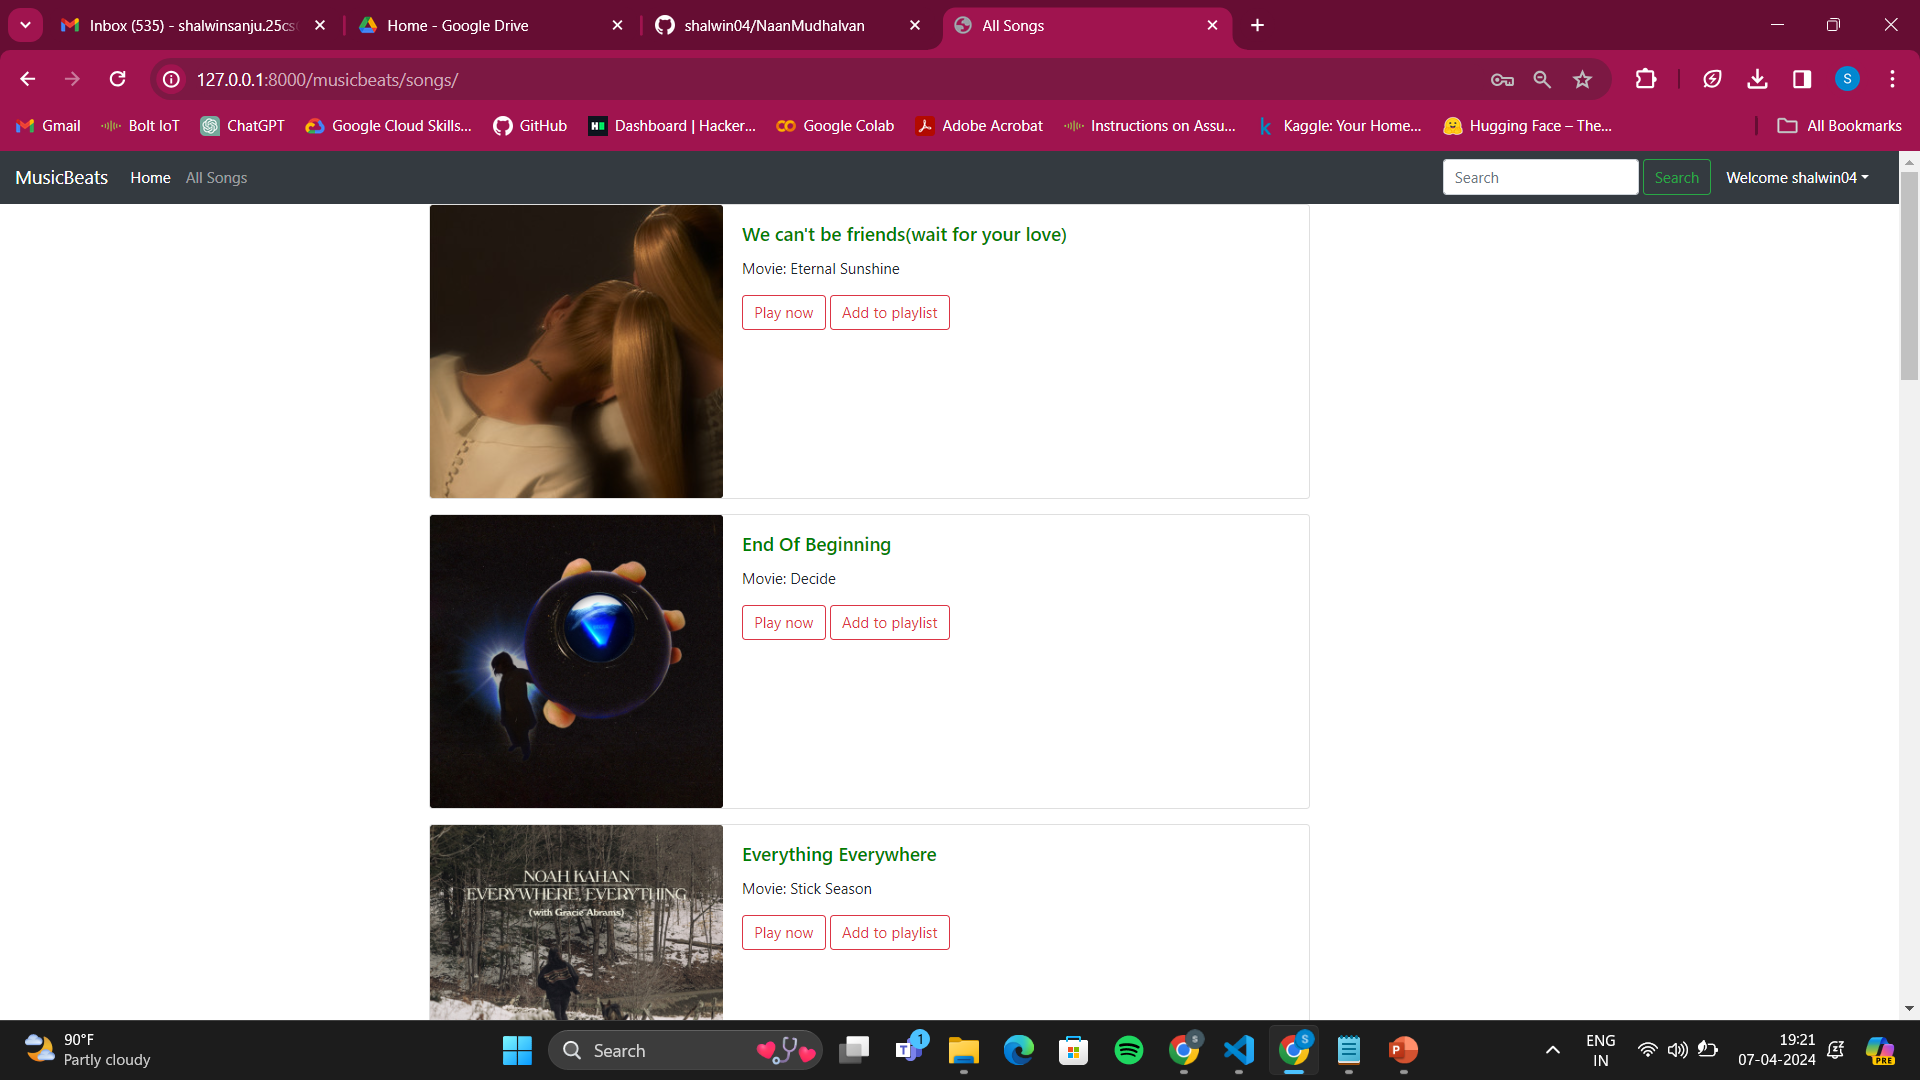 Inbox (535) - shalwinsanju.25cs
Home - Google Drive
shalwin04/NaanMudhalvan
All Songs
127.0.0.1:8000/musicbeats/songs/
S
Gmail
Bolt IoT
ChatGPT
Google Cloud Skills...
GitHub
Dashboard | Hacker...
Google Colab
Adobe Acrobat
Instructions on Assu...
Kaggle: Your Home...
Hugging Face – The...
All Bookmarks
MusicBeats Home All Songs
Search
Search
Welcome shalwin04
We can't be friends(wait for your love)
Movie: Eternal Sunshine
Play now
Add to playlist
End Of Beginning
Movie: Decide
Play now
Add to playlist
NOAH KAHAN
EVERYWHERE, EVERYTHING
(with Gracie Abrams)
Everything Everywhere
Movie: Stick Season
Play now
Add to playlist
90°F
Partly cloudy
Search
1
S
S
ENG
IN
19:21
07-04-2024
PRE